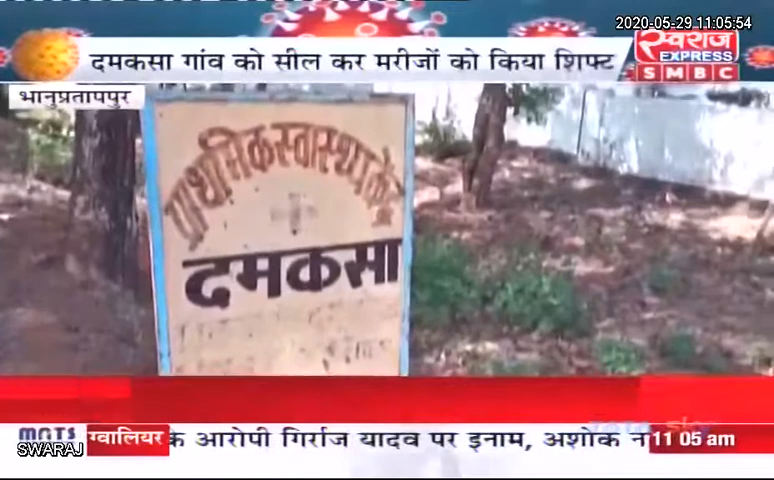 2020-05-29 11:05:54
दमकसा गांव को सील कर मरीजों को किया शिफ्ट
स्वराज
EXPRESS
SMBC
भानुप्रतापपुर
प्राथमिक स्वास्थ्य केन्द्र
दमकसा
SWARAJ
ग्वालियर
के आरोपी गिर्राज यादव पर इनाम, अशोक न
11 05 am